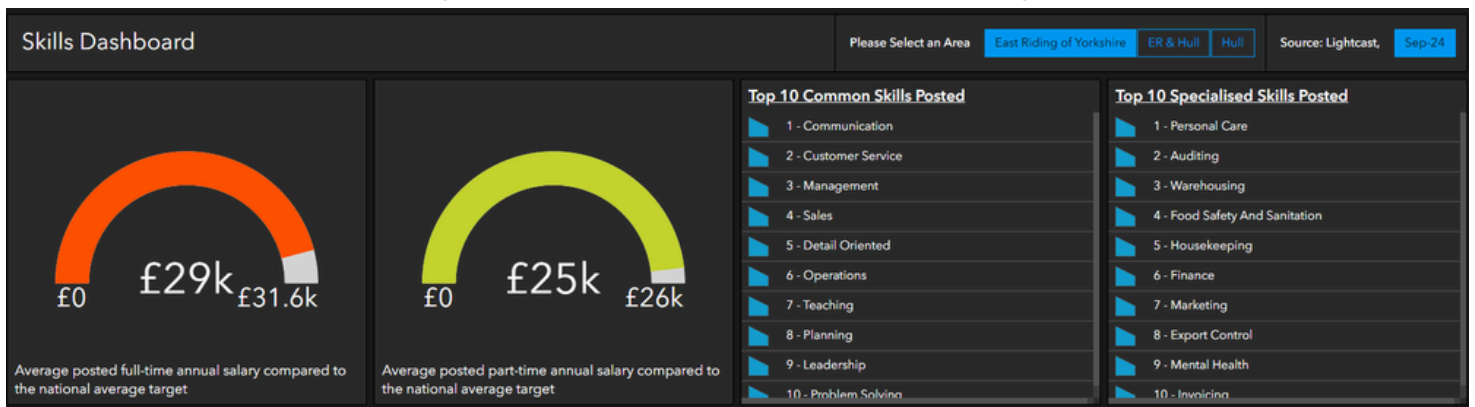 Skills Dashboard
Please Select an Area
East Riding of Yorkshire
ER & Hull
Hull
Source: Lightcast,
Sep-24
£29k
£0
£31.6k
Average posted full-time annual salary compared to
the national average target
£25k
£0
£26k
Average posted part-time annual salary compared to
the national average target
Top 10 Common Skills Posted
1 - Communication
2 - Customer Service
3 - Management
4 - Sales
5 - Detail Oriented
6 - Operations
7 - Teaching
8 - Planning
9 - Leadership
10 - Problem Solving
Top 10 Specialised Skills Posted
1 - Personal Care
2 - Auditing
3 - Warehousing
4 - Food Safety And Sanitation
5 - Housekeeping
6 - Finance
7 - Marketing
8 - Export Control
9 - Mental Health
10 - Invoicing